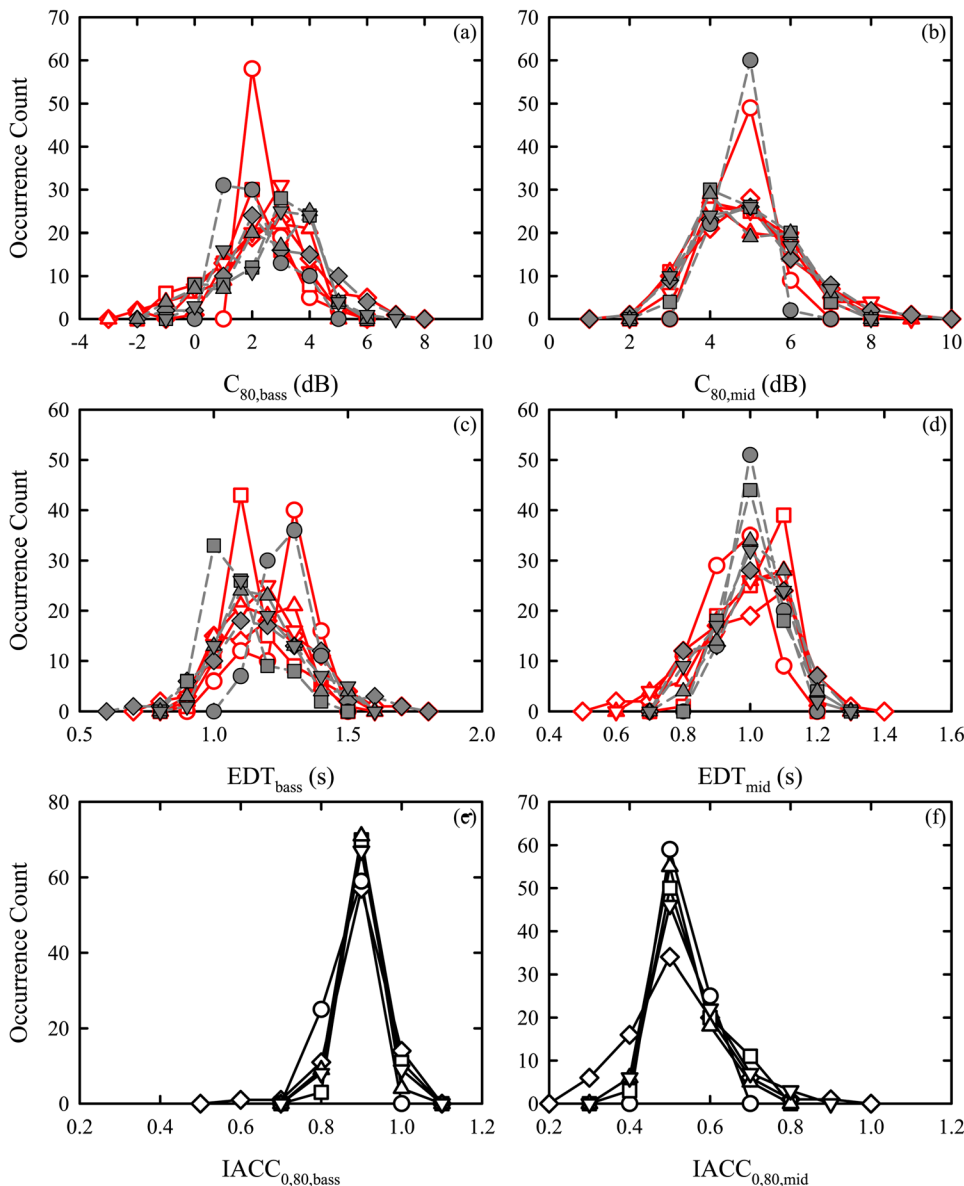 70 70
(a) (b)
60 60
50 50
40 40
30 30
20 20
10 10
0 0
-4 -2 0 2 4 6 8 10 0 2 4 6 8 10
Occurrence Count
C80,bass (dB) C80,mid (dB)
60 60
(c) (d)
50 50
40 40
30 30
20 20
10 10
0 0
1.0 1.5 2.0 0.4 0.6 0.8 1.0 1.2 1.4 1.6
Occurrence Count
EDTbass (s) EDTmid (s)
80 70
(e) (f)
60 60
50
40 40
30
20 20
10
0 0
0.2 0.4 0.6 0.8 1.0 1.2 0.2 0.4 0.6 0.8 1.0 1.2
Occurrence Count
IACC0,80,bass IACC0,80,mid